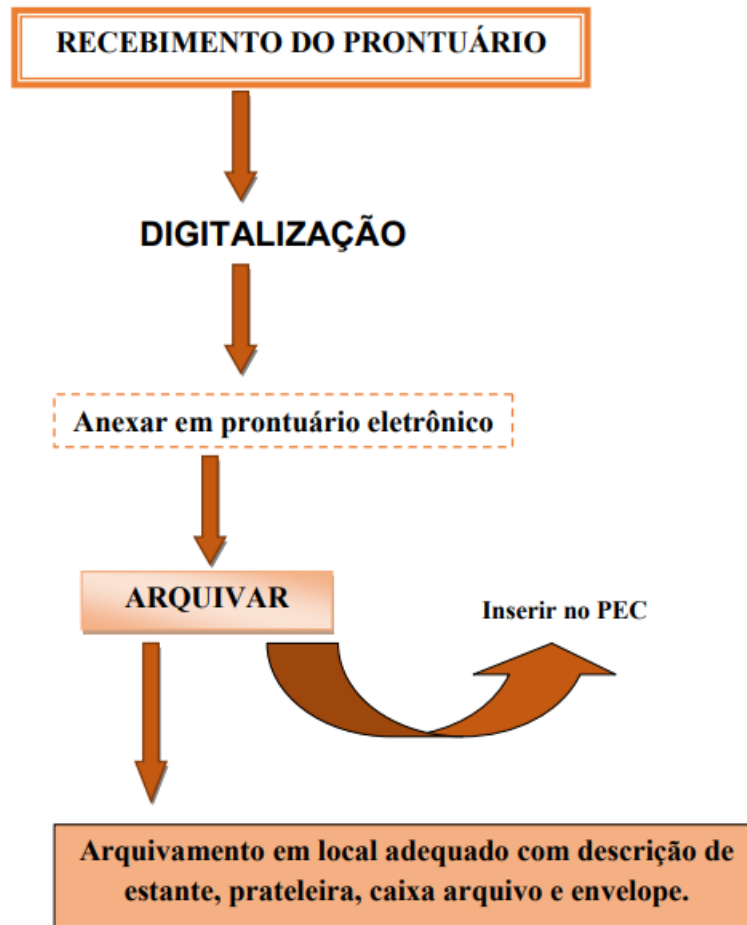 RECEBIMENTO DO PRONTUÁRIO
DIGITALIZAÇÃO
Anexar em prontuário eletrônico
ARQUIVAR
Inserir no PEC
Arquivamento em local adequado com descrição de
estante, prateleira, caixa arquivo e envelope.